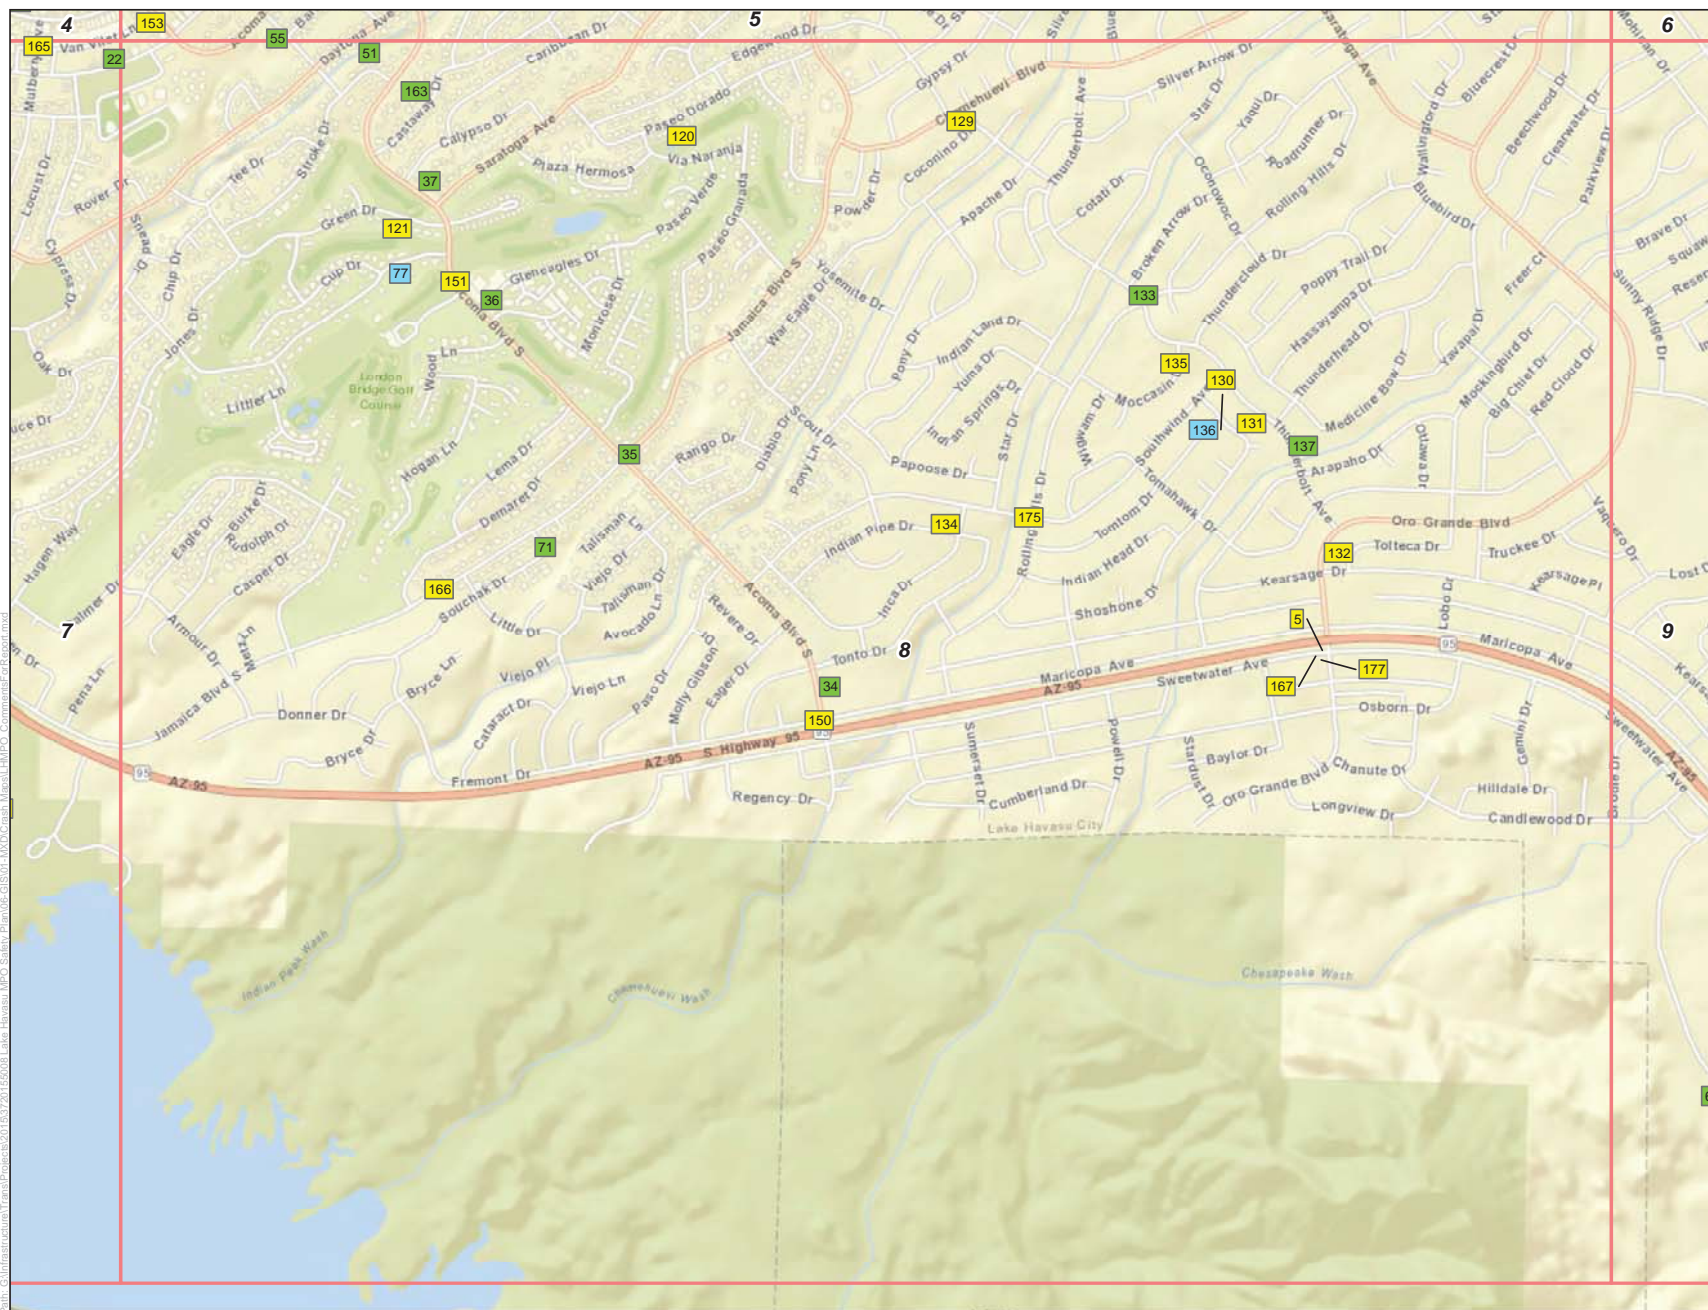 4
5
6
153
165
Van Vilet Ln
22
55
51
163
Daytona Ave
Caribbean Dr
Edgewood Dr
Gypsy Dr
Chemehuevi Blvd
Silver Arrow Dr
Saratoga Ave
Bluecrest Dr
Mohican Dr
Castaway Dr
Calypso Dr
Saratoga Ave
Paseo Dorado
120
129
Thunderbolt Ave
Star Dr
Yaqui Dr
Roadrunner Dr
Wallingford Dr
Beechwood Dr
Clearwater Dr
Parkview Dr
Locust Dr
Rover Dr
Tee Dr
Stroke Dr
37
Plaza Hermosa
Via Naranja
Coconino Dr
Powder Dr
Apache Dr
Cotati Dr
Oconowoc Dr
Rolling Hills Dr
Bluebird Dr
Green Dr
121
Paseo Verde
Paseo Granada
Broken Arrow Dr
Brave Dr
Snead Dr
Cypress Dr
Chip Dr
Cup Dr
77
151
36
Gleneagles Dr
Montrose Dr
Jamaica Blvd S
Yosemite Dr
War Eagle Dr
133
Thundercloud Dr
Poppy Trail Dr
Freer Ct
Sunny Ridge Dr
Acoma Blvd S
Jones Dr
Oak Dr
Wood Ln
London
Bridge Golf
Course
Littler Ln
Pony Dr
Indian Land Dr
Yuma Dr
Indian Springs Dr
135
130
Moccasin
Hassayampa Dr
Thunderhead Dr
Medicine Bow Dr
Yavapai Dr
Mockingbird Dr
Big Chief Dr
Red Cloud Dr
136
131
137
Southwind Ave
Wigwam Dr
Star Dr
Scout Dr
Diablo Dr
Pony Ln
Rango Dr
35
Hogan Ln
Lema Dr
Demaret Dr
Papoose Dr
Arapaho Dr
Ottawa Dr
Thunderbolt Ave
Tomahawk Dr
Tomtom Dr
Hagen Way
Eagle Dr
Burke Dr
Rudolph Dr
Casper Dr
Talisman Ln
71
Viejo Dr
Talisman Dr
Avocado Ln
Indian Pipe Dr
134
175
Rolling Hills Dr
Indian Head Dr
Oro Grande Blvd
132
Tolteca Dr
Truckee Dr
Vaquero Dr
Kearsage Dr
Kearsage Pl
166
Souchak Dr
Little Dr
Inca Dr
Shoshone Dr
Lobo Dr
Palmer Dr
7
Armour Dr
Metz Ln
Revere Dr
Acoma Blvd S
Tonto Dr
8
5
95
Maricopa Ave
9
Pena Ln
Jamaica Blvd S
Bryce Ln
Viejo Pl
Viejo Ln
Paso Dr
Molly Gibson Dr
Eager Dr
34
150
95
Maricopa Ave
AZ-95
Sweetwater Ave
167
177
Osborn Dr
Donner Dr
Bryce Dr
Cataract Dr
Fremont Dr
AZ-95
S Highway 95
95
AZ-95
Regency Dr
Sumerset Dr
Cumberland Dr
Powell Dr
Stardust Dr
Baylor Dr
Oro Grande Blvd
Chanute Dr
Longview Dr
Gemini Dr
Hilldale Dr
Candlewood Dr
Sweetwater Ave
AZ-95
Lake Havasu City
Indian Peak Wash
Chemehuevi Wash
Chesapeake Wash